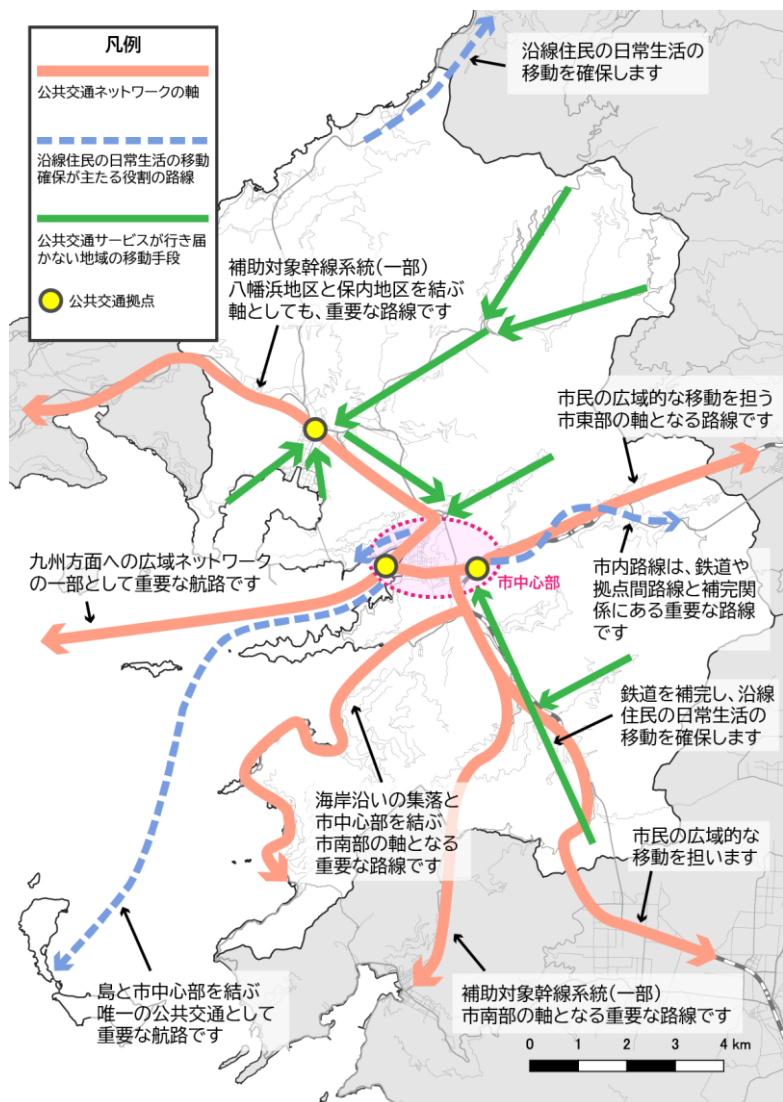 凡例
公共交通ネットワークの軸
沿線住民の日常生活の移動
確保が主たる役割の路線
公共交通サービスが行き届
かない地域の移動手段
公共交通拠点
沿線住民の日常生活の
移動を確保します
補助対象幹線系統(一部)
八幡浜地区と保内地区を結ぶ
軸としても、重要な路線です
市民の広域的な移動を担う
市東部の軸となる路線です
九州方面への広域ネットワーク
の一部として重要な航路です
市中心部
市内路線は、鉄道や
拠点間路線と補完関
係にある重要な路線
です
鉄道を補完し、沿線
住民の日常生活の
移動を確保します
海岸沿いの集落と
市中心部を結ぶ
市南部の軸となる
重要な路線です
市民の広域的な
移動を担います
島と市中心部を結ぶ
唯一の公共交通として
重要な航路です
補助対象幹線系統(一部)
市南部の軸となる重要な路線です
0 1 2 3 4 km